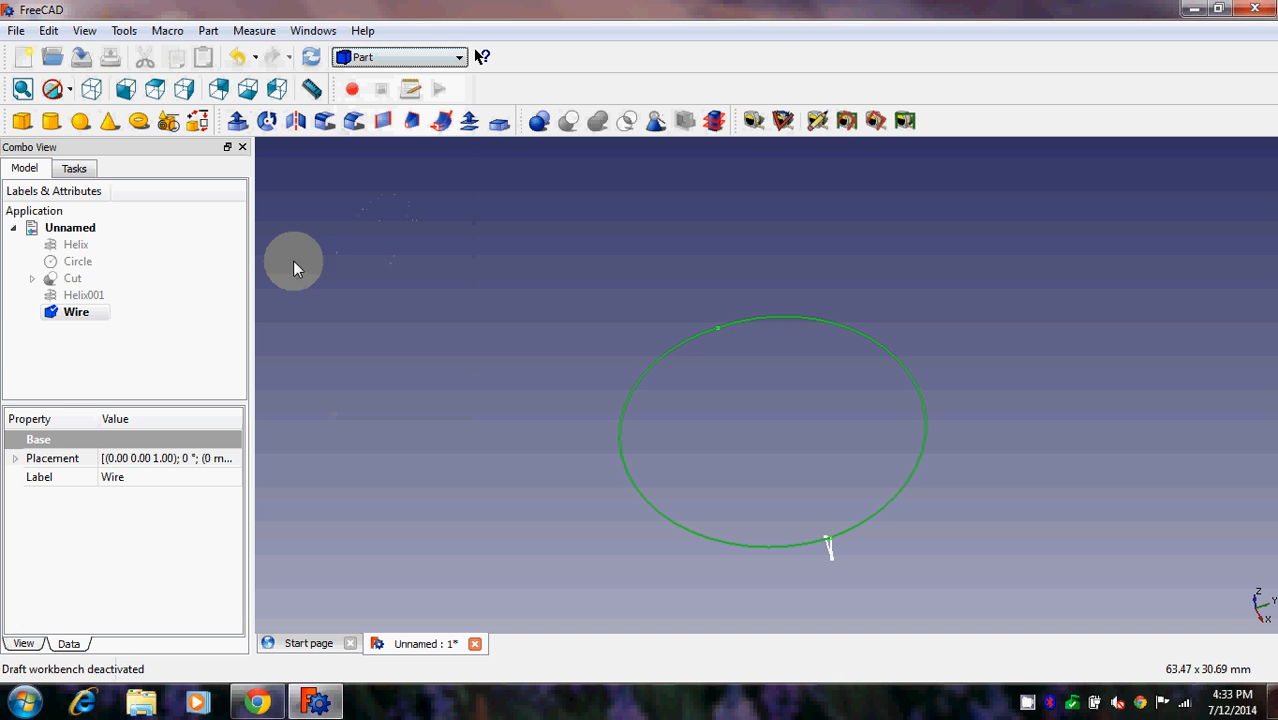 FreeCAD
File Edit View Tools Macro Part Measure Windows Help
Part
Combo View
Model Tasks
Labels & Attributes
Application
Unnamed
Helix
Circle
Cut
Helix001
Wire
Property Value
Base
Placement [(0.00 0.00 1.00); 0 °; (0 m...
Label Wire
View Data
Start page Unnamed : 1*
Z
Y
X
Draft workbench deactivated 63.47 x 30.69 mm
4:33 PM
7/12/2014